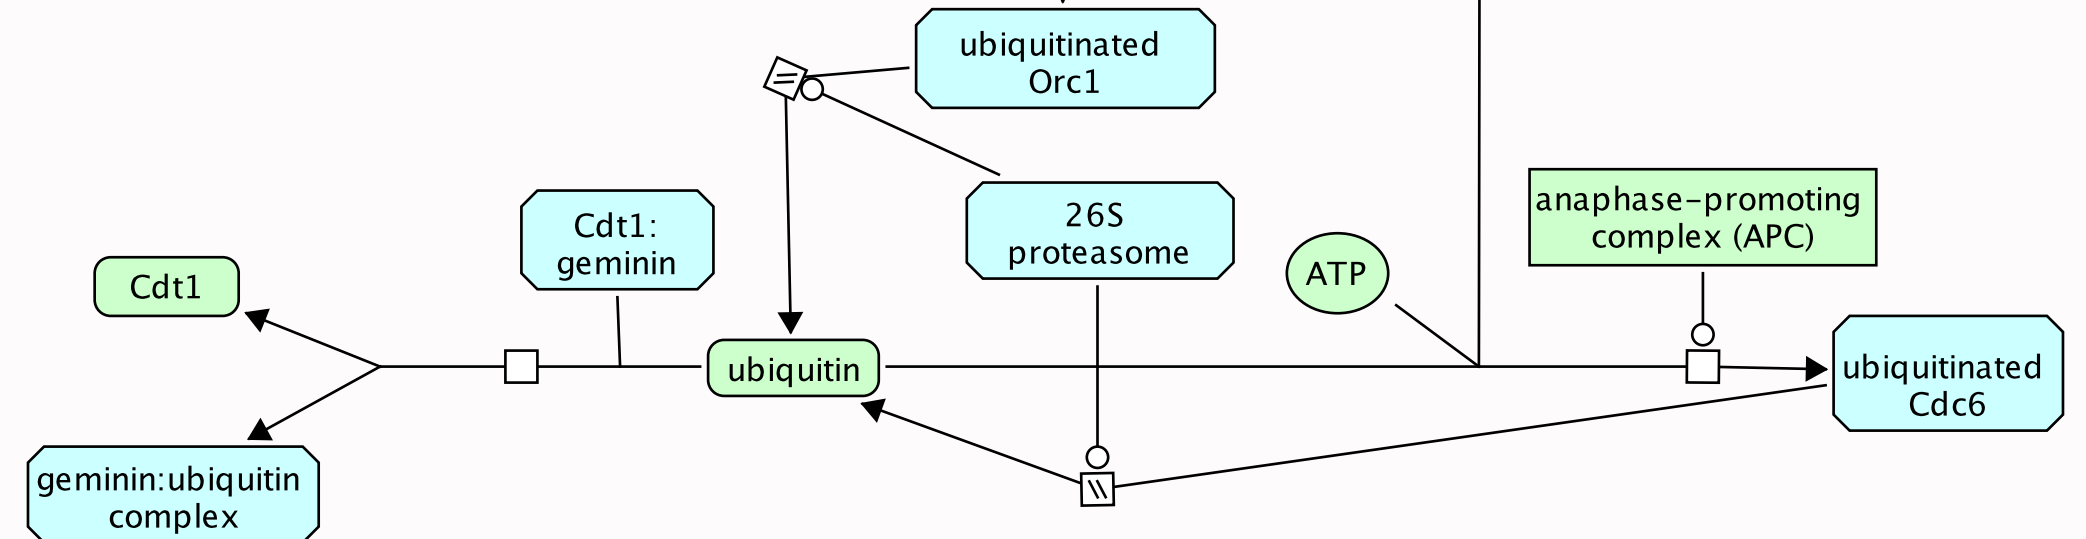 ubiquitinated
Orc1
26S
proteasome
anaphase-promoting
complex (APC)
Cdt1:
geminin
ATP
Cdt1
ubiquitin
ubiquitinated
Cdc6
geminin:ubiquitin
complex